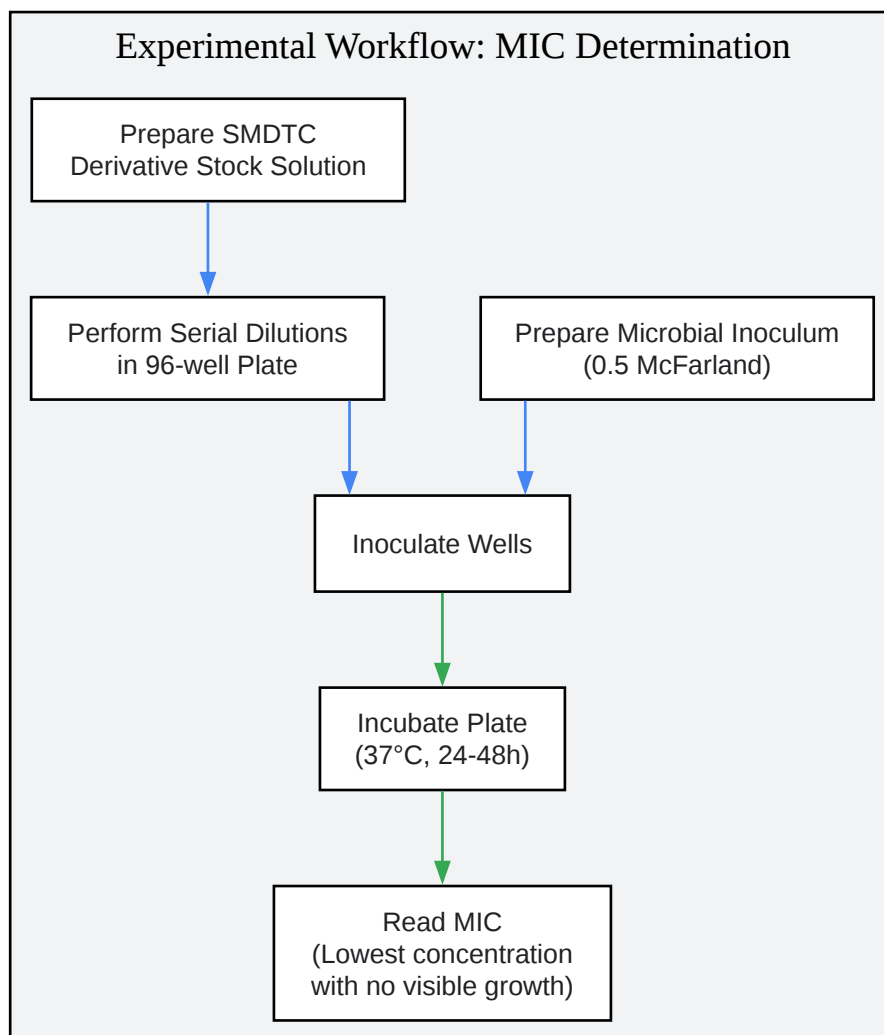 Experimental Workflow: MIC Determination
Prepare SMDTC
Derivative Stock Solution
Perform Serial Dilutions
in 96-well Plate
Prepare Microbial Inoculum
(0.5 McFarland)
Inoculate Wells
Incubate Plate
(37°C, 24-48h)
Read MIC
(Lowest concentration
with no visible growth)